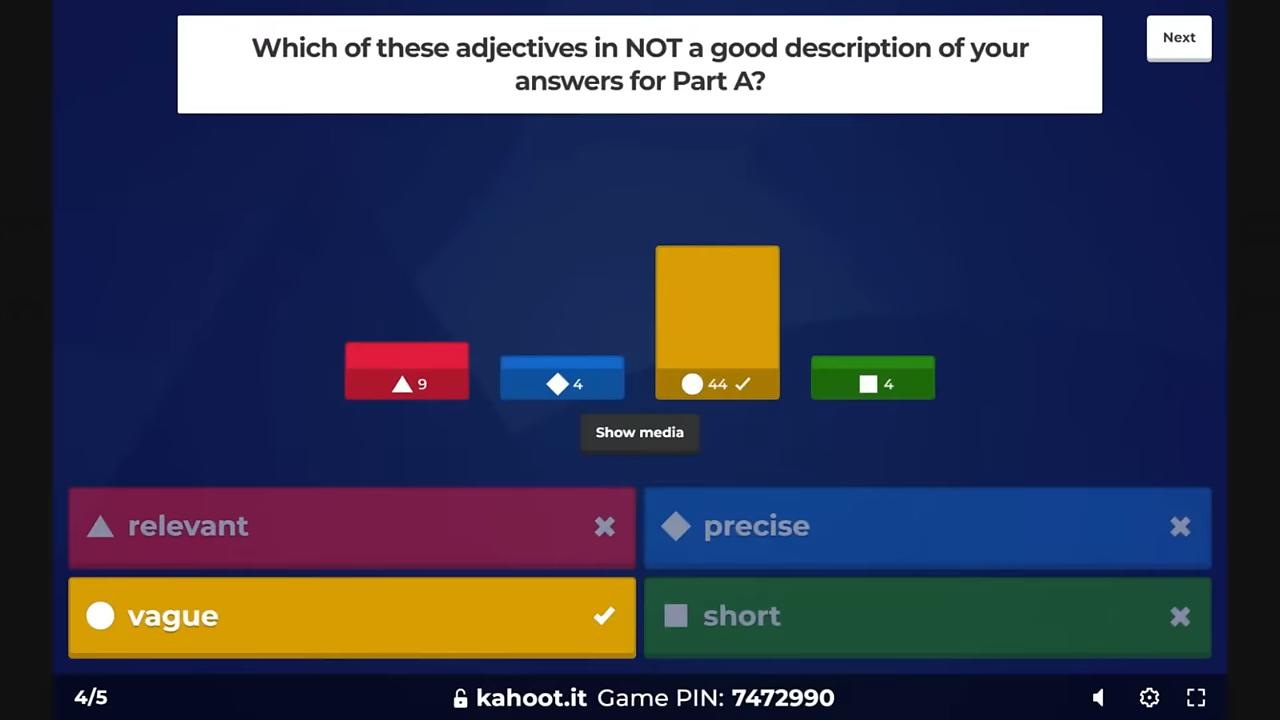 Which of these adjectives in NOT a good description of your
answers for Part A?
Next
9
4
44
4
Show media
relevant
precise
vague
short
4/5
kahoot.it Game PIN: 7472990